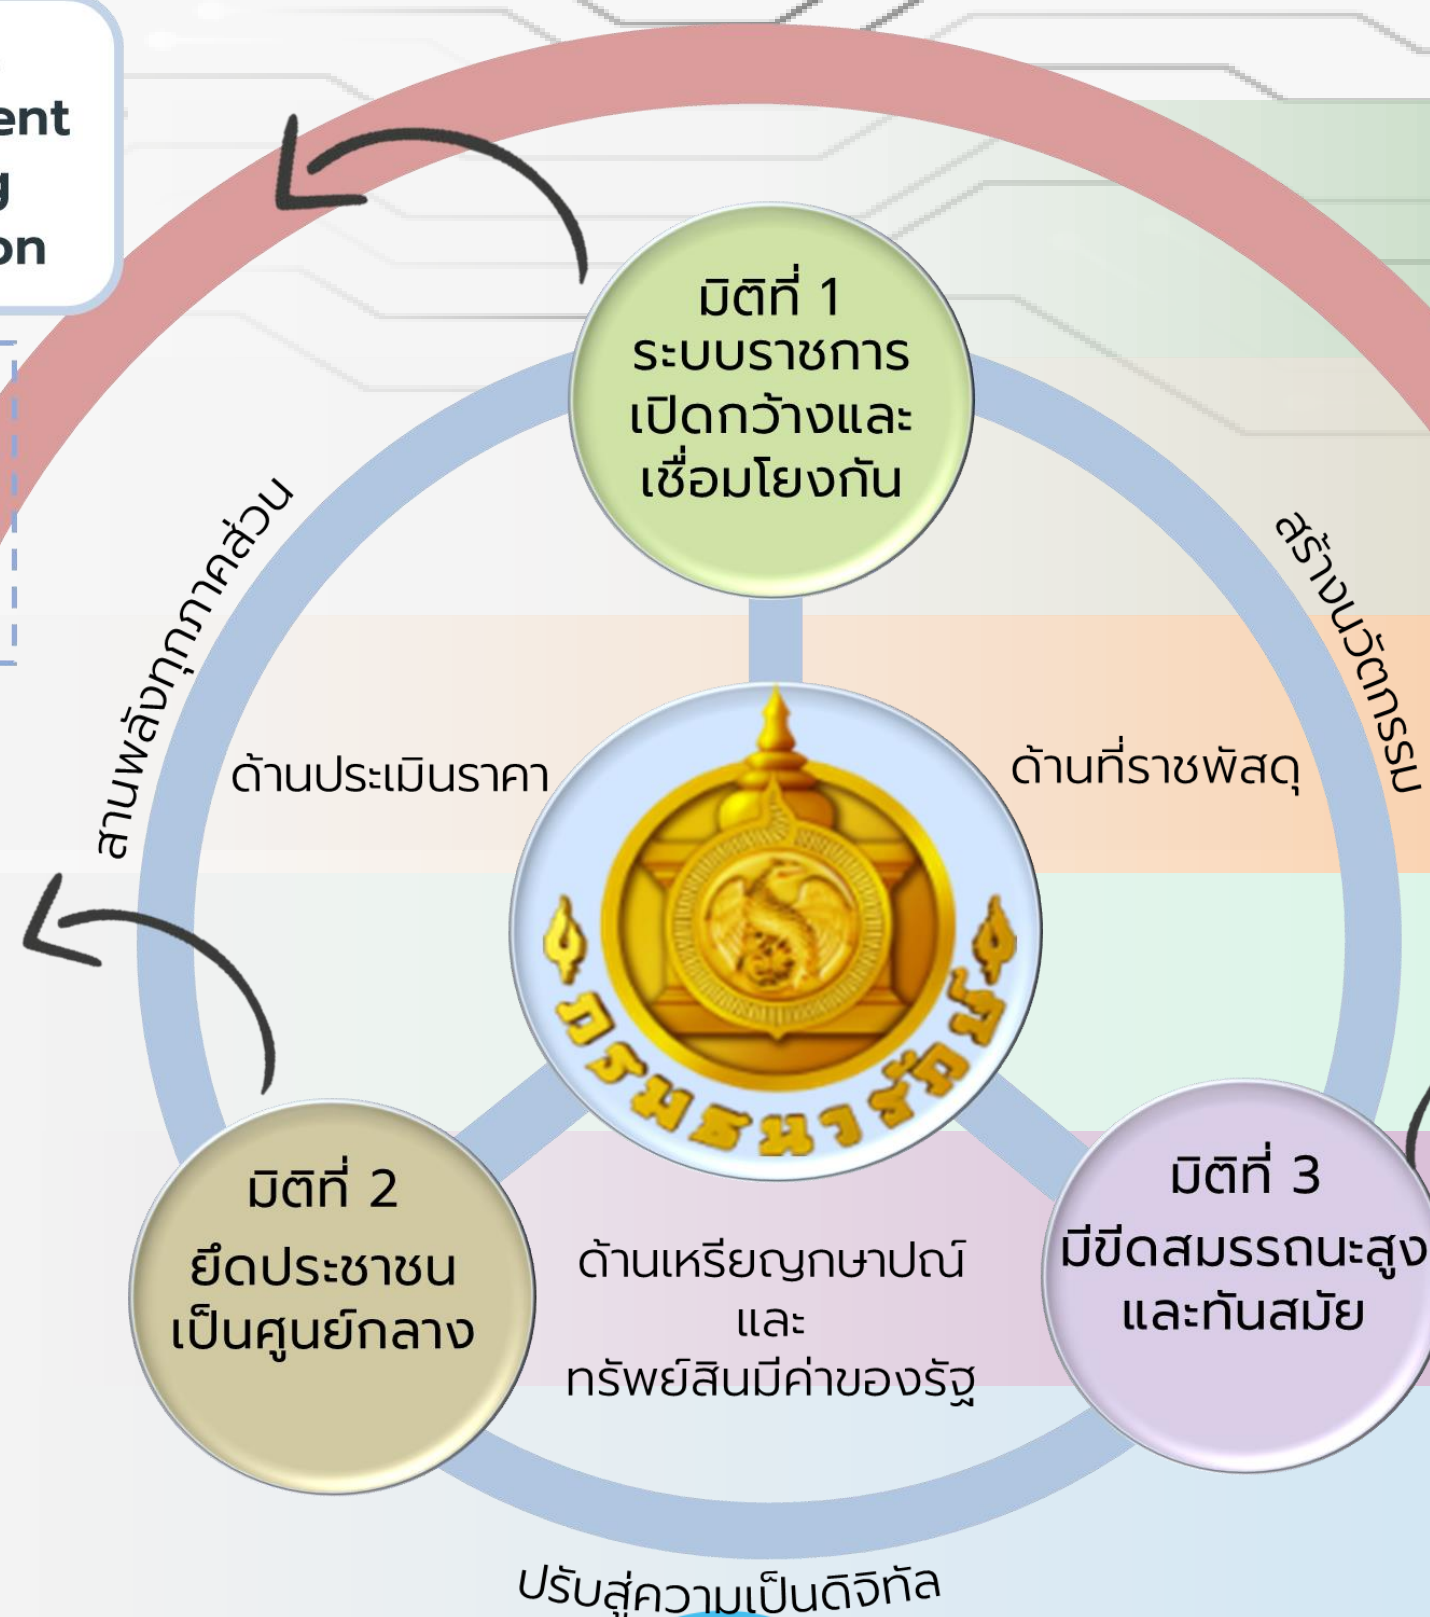 มิติที่ 1
ระบบราชการ
เปิดกว้างและ
เชื่อมโยงกัน
สานพลังทุกภาคส่วน
สร้างนวัตกรรม
ด้านประเมินราคา
ด้านที่ราชพัสดุ
กรมธนารักษ์
มิติที่ 2
ยึดประชาชน
เป็นศูนย์กลาง
ด้านเหรียญกษาปณ์
และ
ทรัพย์สินมีค่าของรัฐ
มิติที่ 3
มีขีดสมรรถนะสูง
และทันสมัย
ปรับสู่ความเป็นดิจิทัล